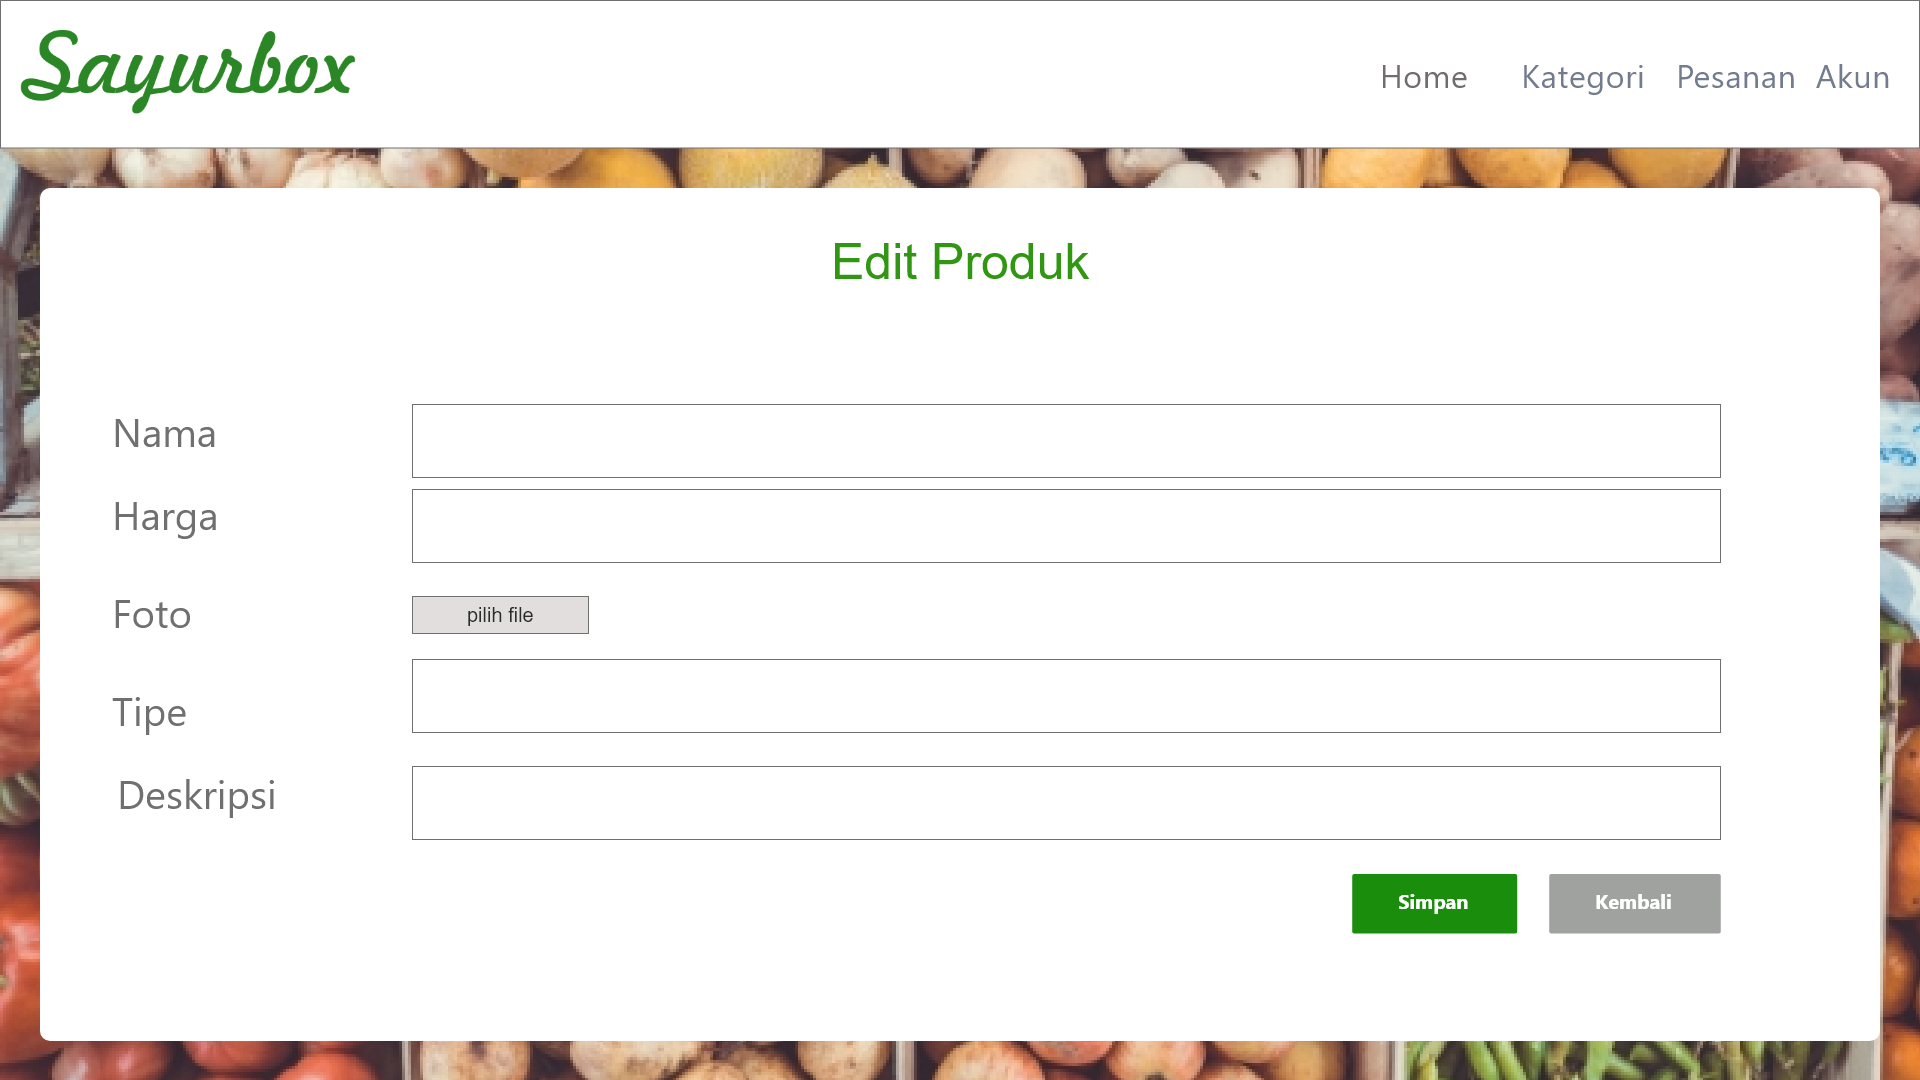 Sayurbox
Home Kategori Pesanan Akun
Edit Produk
Nama
Harga
Foto pilih file
Tipe
Deskripsi
Simpan Kembali